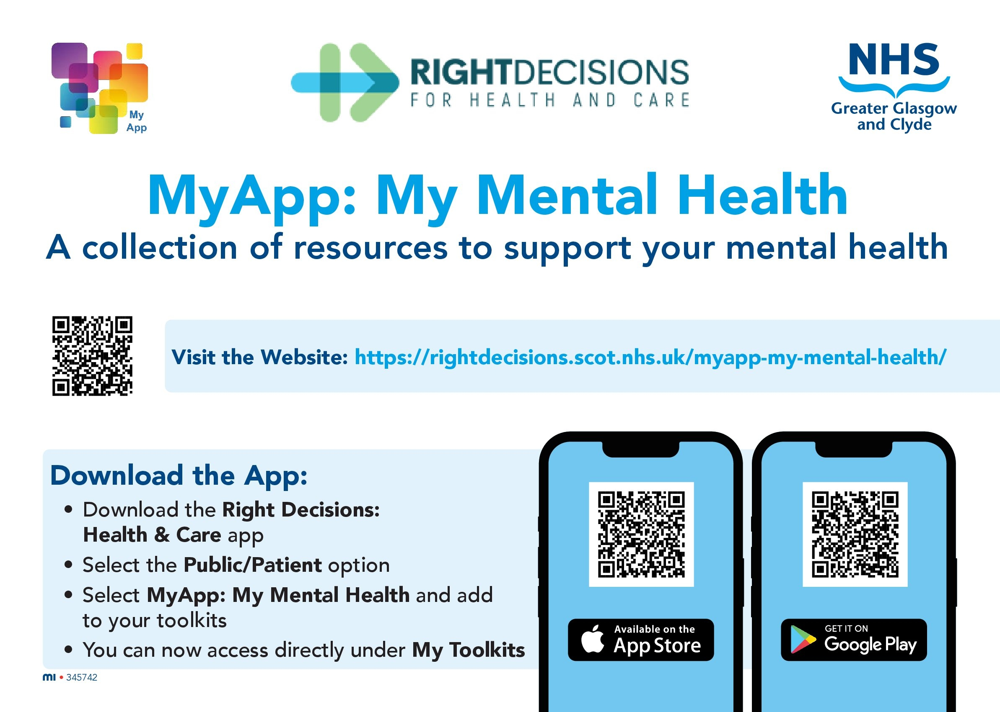 My
App
RIGHTDECISIONS
FOR HEALTH AND CARE
NHS
Greater Glasgow
and Clyde
MyApp: My Mental Health
A collection of resources to support your mental health
Visit the Website: https://rightdecisions.scot.nhs.uk/myapp-my-mental-health/
Download the App:
• Download the Right Decisions:
Health & Care app
• Select the Public/Patient option
• Select MyApp: My Mental Health and add
to your toolkits
• You can now access directly under My Toolkits
Available on the
App Store
GET IT ON
Google Play
mi • 345742